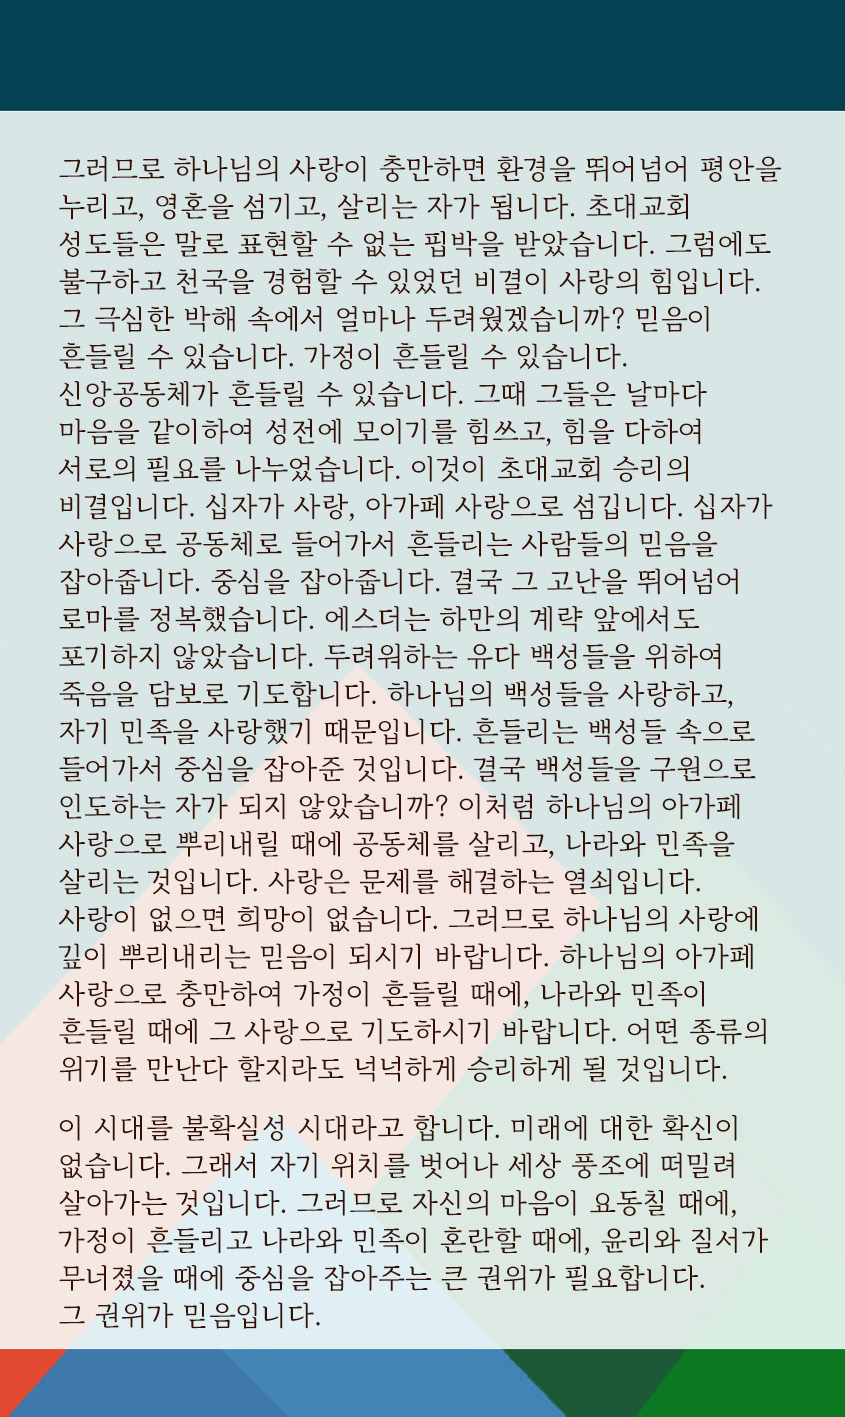 그러므로 하나님의 사랑이 충만하면 환경을 뛰어넘어 평안을
누리고, 영혼을 섬기고, 살리는 자가 됩니다. 초대교회
성도들은 말로 표현할 수 없는 핍박을 받았습니다. 그럼에도
불구하고 천국을 경험할 수 있었던 비결이 사랑의 힘입니다.
그 극심한 박해 속에서 얼마나 두려웠겠습니까? 믿음이
흔들릴 수 있습니다. 가정이 흔들릴 수 있습니다.
신앙공동체가 흔들릴 수 있습니다. 그때 그들은 날마다
마음을 같이하여 성전에 모이기를 힘쓰고, 힘을 다하여
서로의 필요를 나누었습니다. 이것이 초대교회 승리의
비결입니다. 십자가 사랑, 아가페 사랑으로 섬깁니다. 십자가
사랑으로 공동체로 들어가서 흔들리는 사람들의 믿음을
잡아줍니다. 중심을 잡아줍니다. 결국 그 고난을 뛰어넘어
로마를 정복했습니다. 에스더는 하만의 계략 앞에서도
포기하지 않았습니다. 두려워하는 유다 백성들을 위하여
죽음을 담보로 기도합니다. 하나님의 백성들을 사랑하고,
자기 민족을 사랑했기 때문입니다. 흔들리는 백성들 속으로
들어가서 중심을 잡아준 것입니다. 결국 백성들을 구원으로
인도하는 자가 되지 않았습니까? 이처럼 하나님의 아가페
사랑으로 뿌리내릴 때에 공동체를 살리고, 나라와 민족을
살리는 것입니다. 사랑은 문제를 해결하는 열쇠입니다.
사랑이 없으면 희망이 없습니다. 그러므로 하나님의 사랑에
깊이 뿌리내리는 믿음이 되시기 바랍니다. 하나님의 아가페
사랑으로 충만하여 가정이 흔들릴 때에, 나라와 민족이
흔들릴 때에 그 사랑으로 기도하시기 바랍니다. 어떤 종류의
위기를 만난다 할지라도 넉넉하게 승리하게 될 것입니다.
이 시대를 불확실성 시대라고 합니다. 미래에 대한 확신이
없습니다. 그래서 자기 위치를 벗어나 세상 풍조에 떠밀려
살아가는 것입니다. 그러므로 자신의 마음이 요동칠 때에,
가정이 흔들리고 나라와 민족이 혼란할 때에, 윤리와 질서가
무너졌을 때에 중심을 잡아주는 큰 권위가 필요합니다.
그 권위가 믿음입니다.